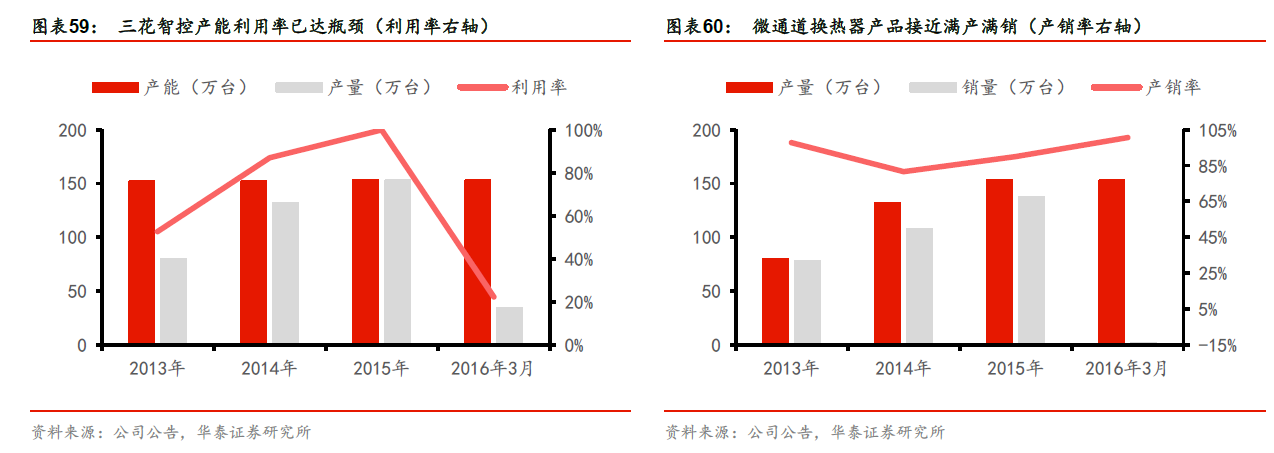 图表59： 三花智控产能利用率已达瓶颈（利用率右轴）
产能（万台） 产量（万台） 利用率
200
150
100
50
0
100%
80%
60%
40%
20%
0%
2013年 2014年 2015年 2016年3月
资料来源：公司公告，华泰证券研究所
图表60： 微通道换热器产品接近满产满销（产销率右轴）
产量（万台） 销量（万台） 产销率
200
150
100
50
0
105%
85%
65%
45%
25%
5%
-15%
2013年 2014年 2015年 2016年3月
资料来源：公司公告，华泰证券研究所